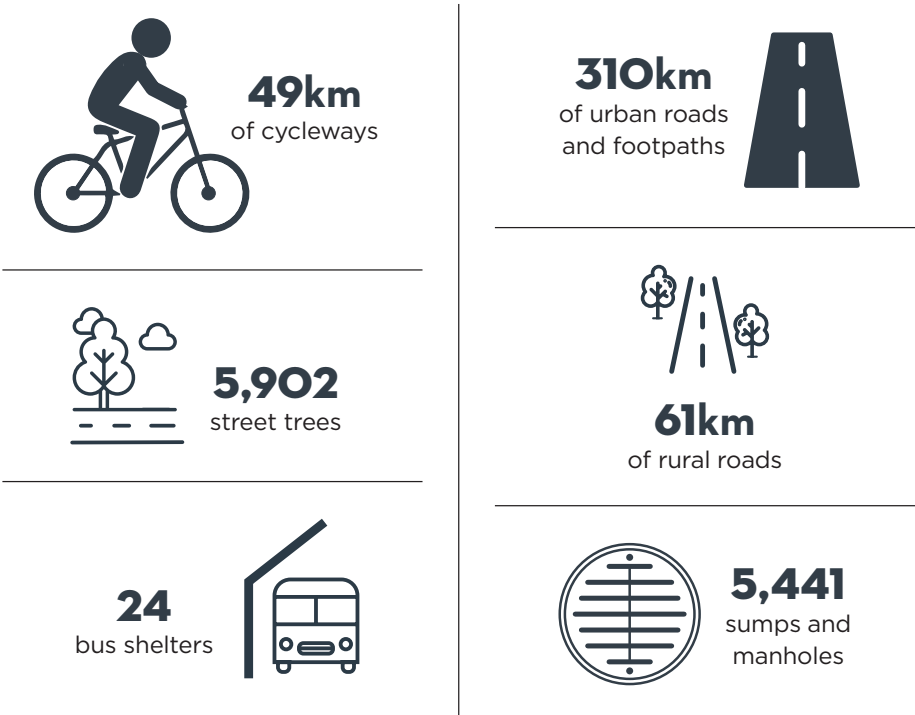 49km
of cycleways
5,902
street trees
24
bus shelters
310km
of urban roads
and footpaths
61km
of rural roads
5,441
sumps and
manholes